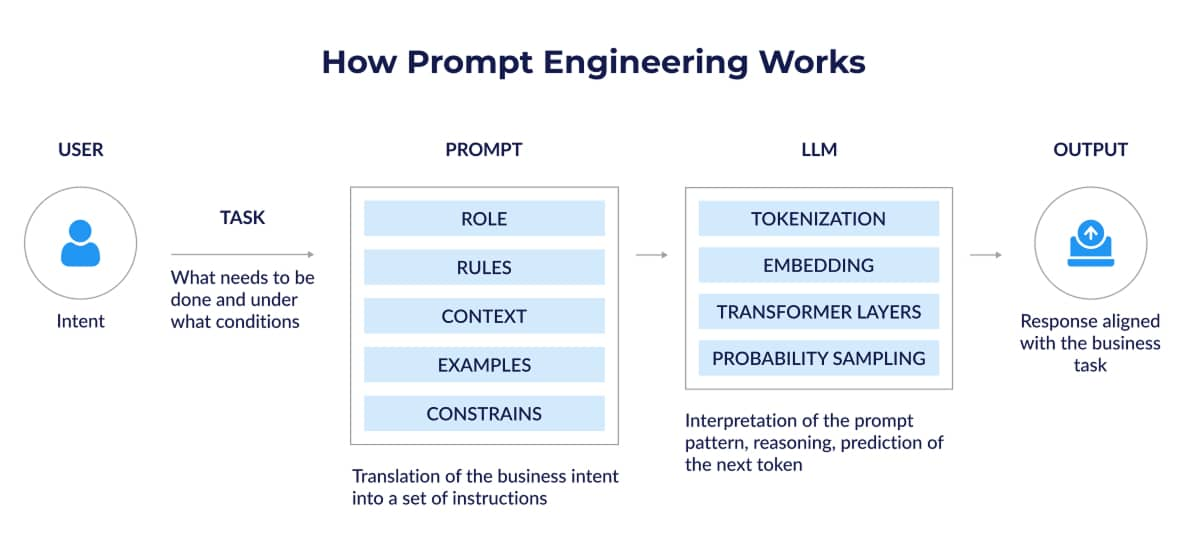 How Prompt Engineering Works
USER
Intent
TASK
What needs to be
done and under
what conditions
PROMPT
ROLE
RULES
CONTEXT
EXAMPLES
CONSTRAINS
Translation of the business intent
into a set of instructions
LLM
TOKENIZATION
EMBEDDING
TRANSFORMER LAYERS
PROBABILITY SAMPLING
Interpretation of the prompt
pattern, reasoning, prediction of
the next token
OUTPUT
Response aligned
with the business
task